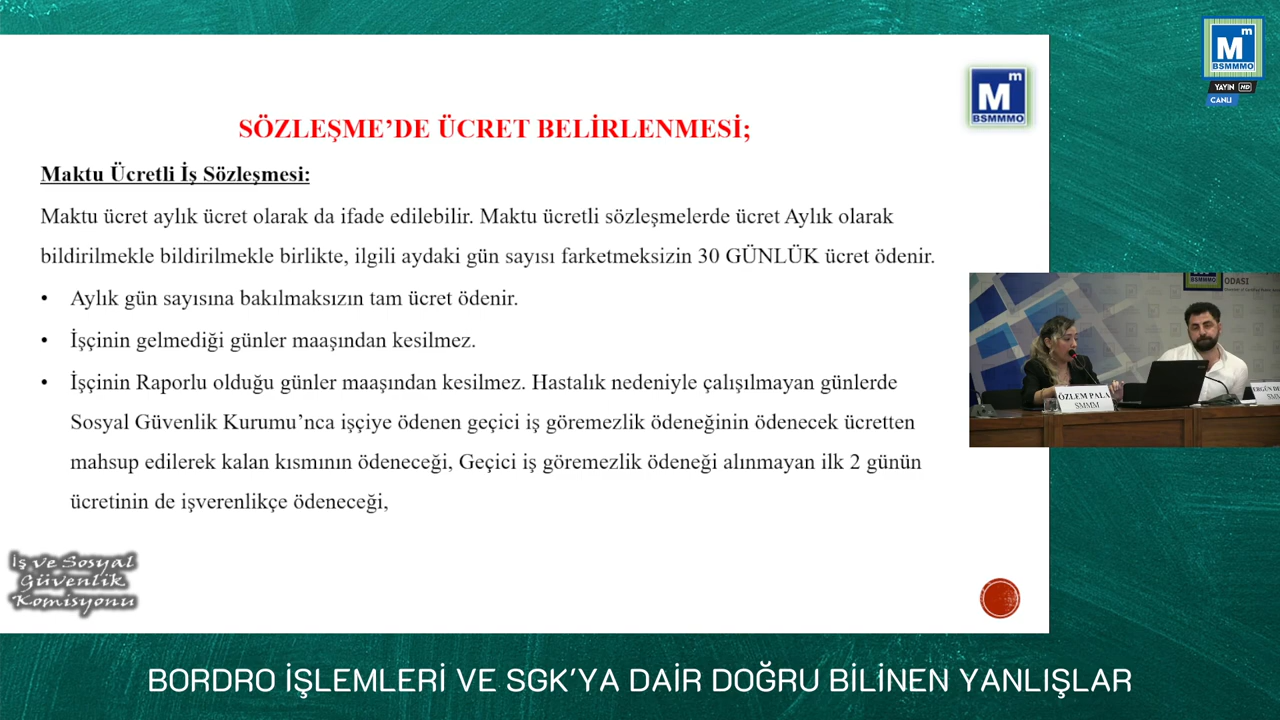 m
M
BSMMMO
YAYIN HD
CANLI
m
M
BSMMMO
SÖZLEŞME’DE ÜCRET BELİRLENMESİ;
Maktu Ücretli İş Sözleşmesi:
Maktu ücret aylık ücret olarak da ifade edilebilir. Maktu ücretli sözleşmelerde ücret Aylık olarak
bildirilmekle bildirilmekle birlikte, ilgili aydaki gün sayısı farketmeksizin 30 GÜNLÜK ücret ödenir.
• Aylık gün sayısına bakılmaksızın tam ücret ödenir.
• İşçinin gelmediği günler maaşından kesilmez.
• İşçinin Raporlu olduğu günler maaşından kesilmez. Hastalık nedeniyle çalışılmayan günlerde
Sosyal Güvenlik Kurumu’nca işçiye ödenen geçici iş göremezlik ödeneğinin ödenecek ücretten
mahsup edilerek kalan kısmının ödeneceği, Geçici iş göremezlik ödeneği alınmayan ilk 2 günün
ücretinin de işverenlikçe ödeneceği,
BSMMMO
ODASI
ÖZLEM PALA
SMMM
İş ve Sosyal
Güvenlik
Komisyonu
BORDRO İŞLEMLERİ VE SGK’YA DAİR DOĞRU BİLİNEN YANLIŞLAR